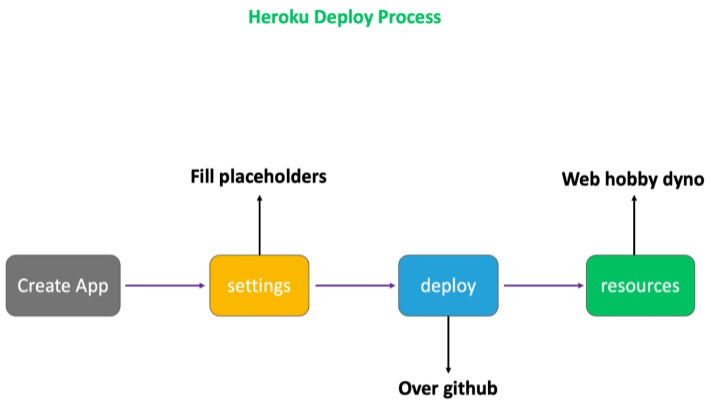 Heroku Deploy Process
Fill placeholders
Web hobby dyno
Create App
settings
deploy
resources
Over github